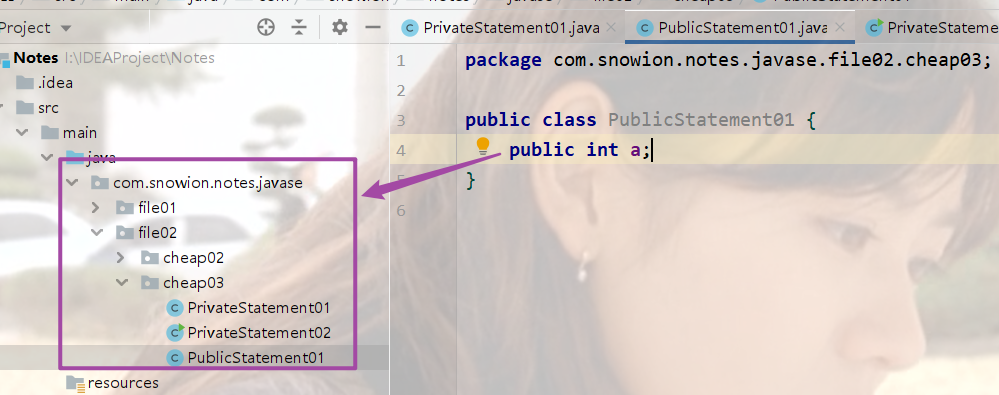 Project
Notes I:\IDEAProject\Notes
.idea
src
main
java
com.snowion.notes.javase
file01
file02
cheap02
cheap03
PrivateStatement01
PrivateStatement02
PublicStatement01
resources
PrivateStatement01.java PublicStatement01.java PrivateStateme
1 package com.snowion.notes.javase.file02.cheap03;
2
3 public class PublicStatement01 {
4 public int a;
5 }
6